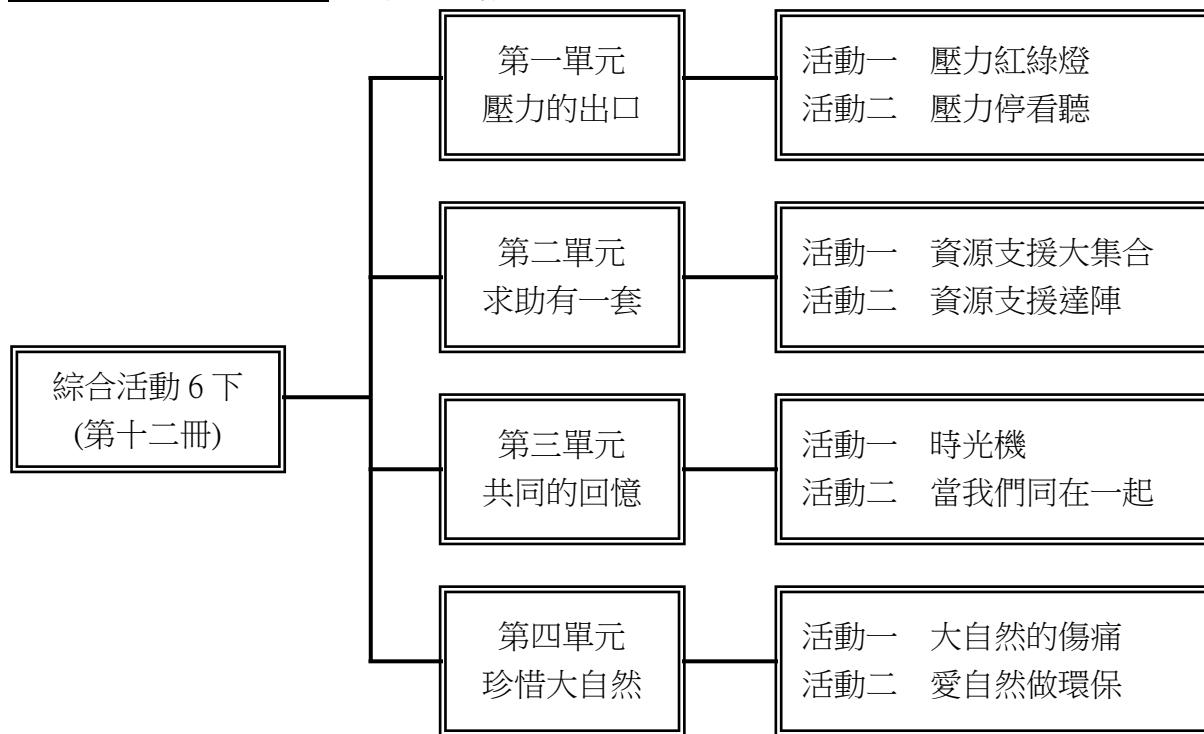 第一單元
壓力的出口
活動一　壓力紅綠燈
活動二　壓力停看聽
第二單元
求助有一套
活動一　資源支援大集合
活動二　資源支援達陣
綜合活動 6 下
(第十二冊)
第三單元
共同的回憶
活動一　時光機
活動二　當我們同在一起
第四單元
珍惜大自然
活動一　大自然的傷痛
活動二　愛自然做環保